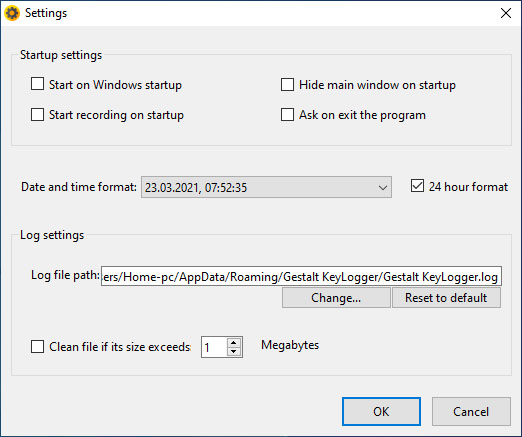 Settings
Startup settings
Start on Windows startup
Hide main window on startup
Start recording on startup
Ask on exit the program
Date and time format: 23.03.2021, 07:52:35 24 hour format
Log settings
Log file path: ers/Home-pc/AppData/Roaming/Gestalt KeyLogger/Gestalt KeyLogger.log
Change... Reset to default
Clean file if its size exceeds: 1 Megabytes
OK Cancel